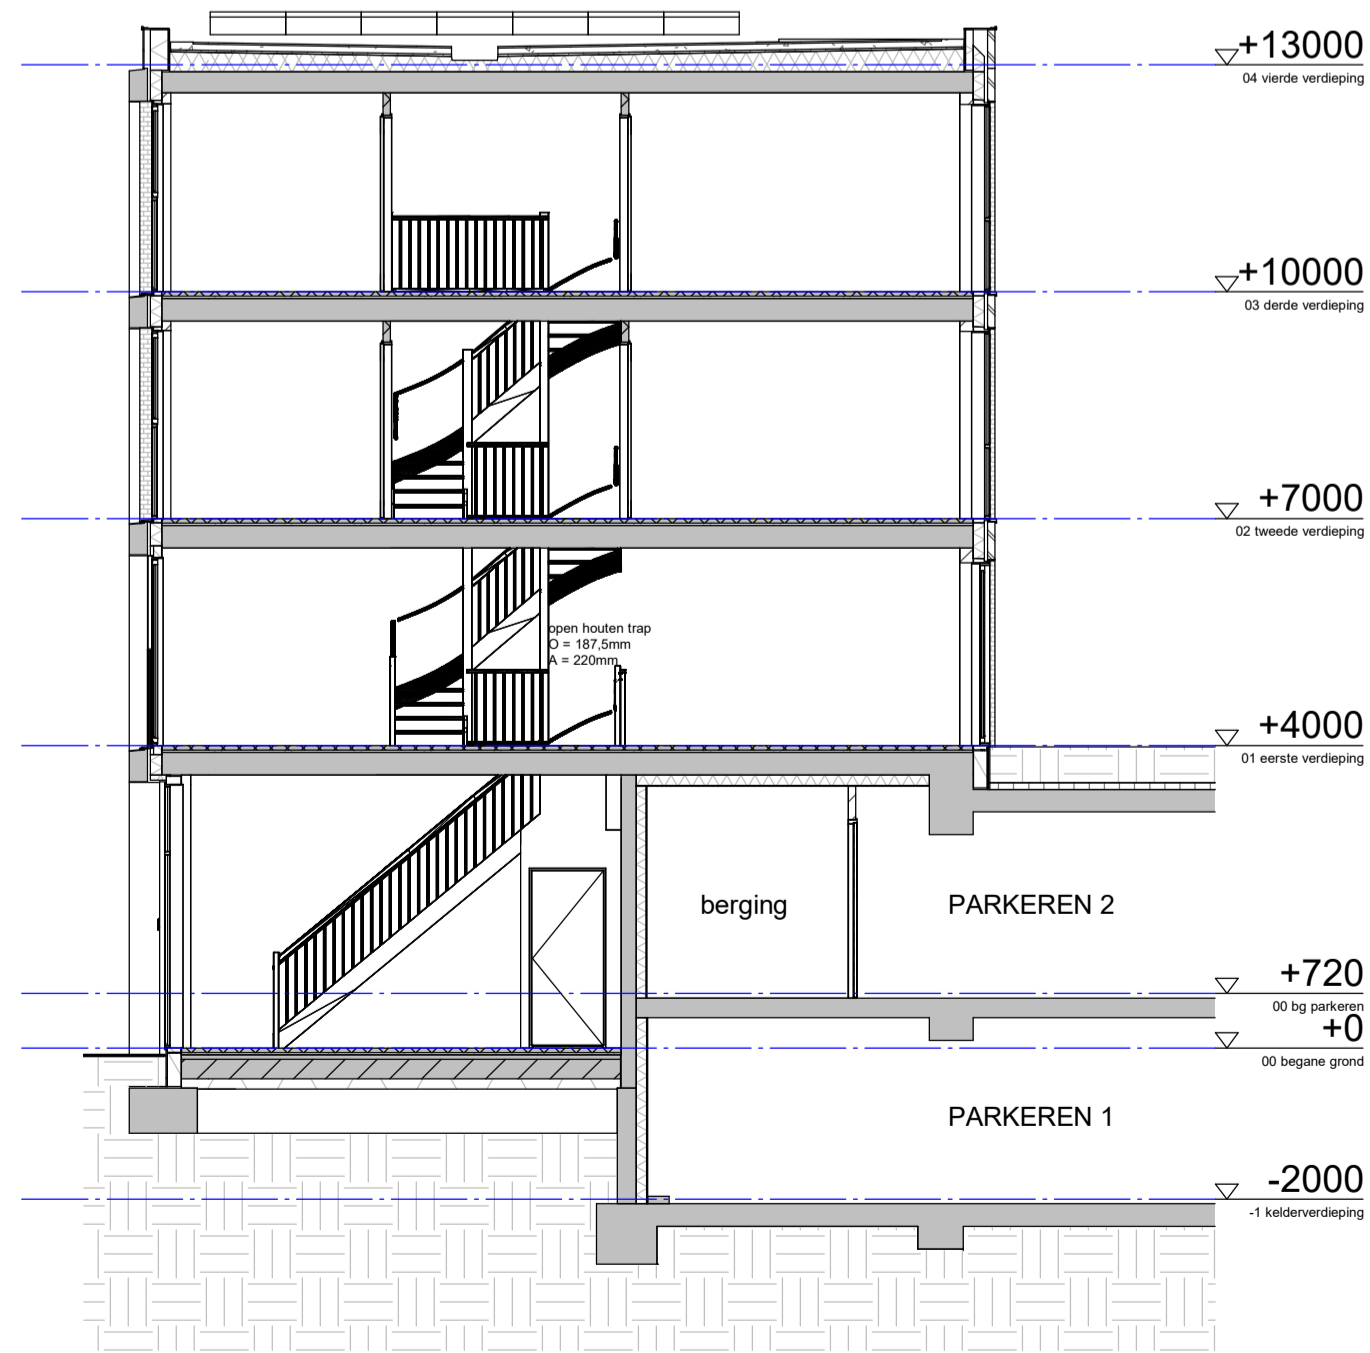 +13000
04 vierde verdieping
+10000
03 derde verdieping
+7000
02 tweede verdieping
open houten trap
O = 187,5mm
A = 220mm
+4000
01 eerste verdieping
berging
PARKEREN 2
+720
00 bg parkeren
+0
00 begane grond
PARKEREN 1
-2000
-1 kelderverdieping